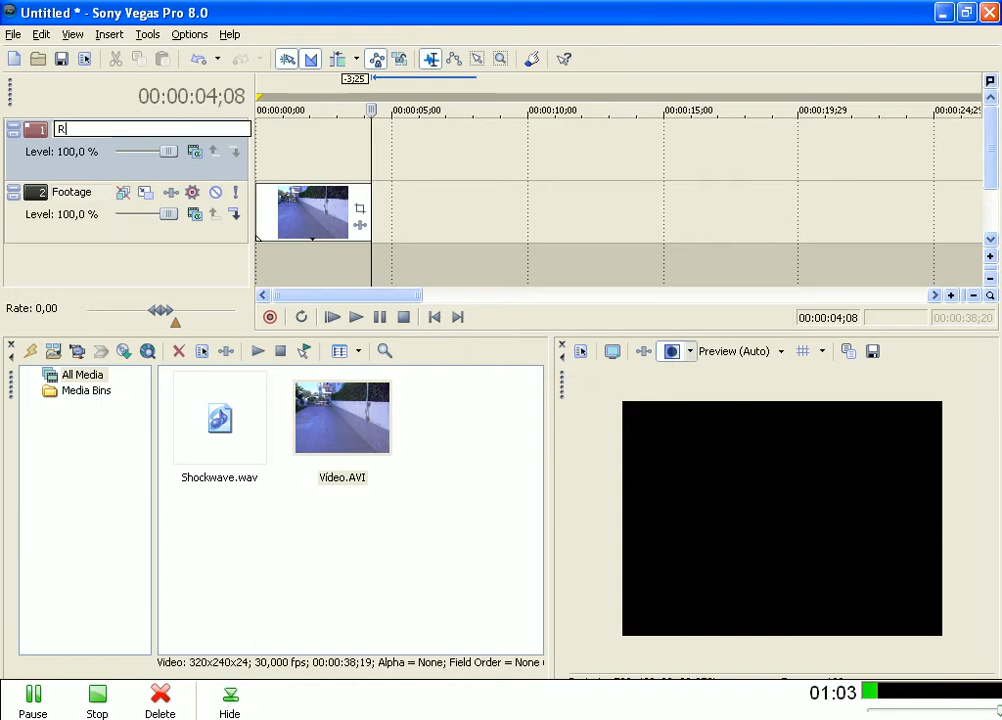 Untitled * - Sony Vegas Pro 8.0
File Edit View Insert Tools Options Help
-3;25
00:00:04;08
00:00:00;00 00:00:05;00 00:00:10;00 00:00:15;00 00:00:19;29 00:00:24;29
1 R
Level: 100,0 %
2 Footage
Level: 100,0 %
Rate: 0,00
00:00:04;08 00:00:38;20
All Media
Media Bins
Preview (Auto)
Shockwave.wav Vídeo.AVI
Video: 320x240x24; 30,000 fps; 00:00:38;19; Alpha = None; Field Order = None
Pause Stop Delete Hide 01:03